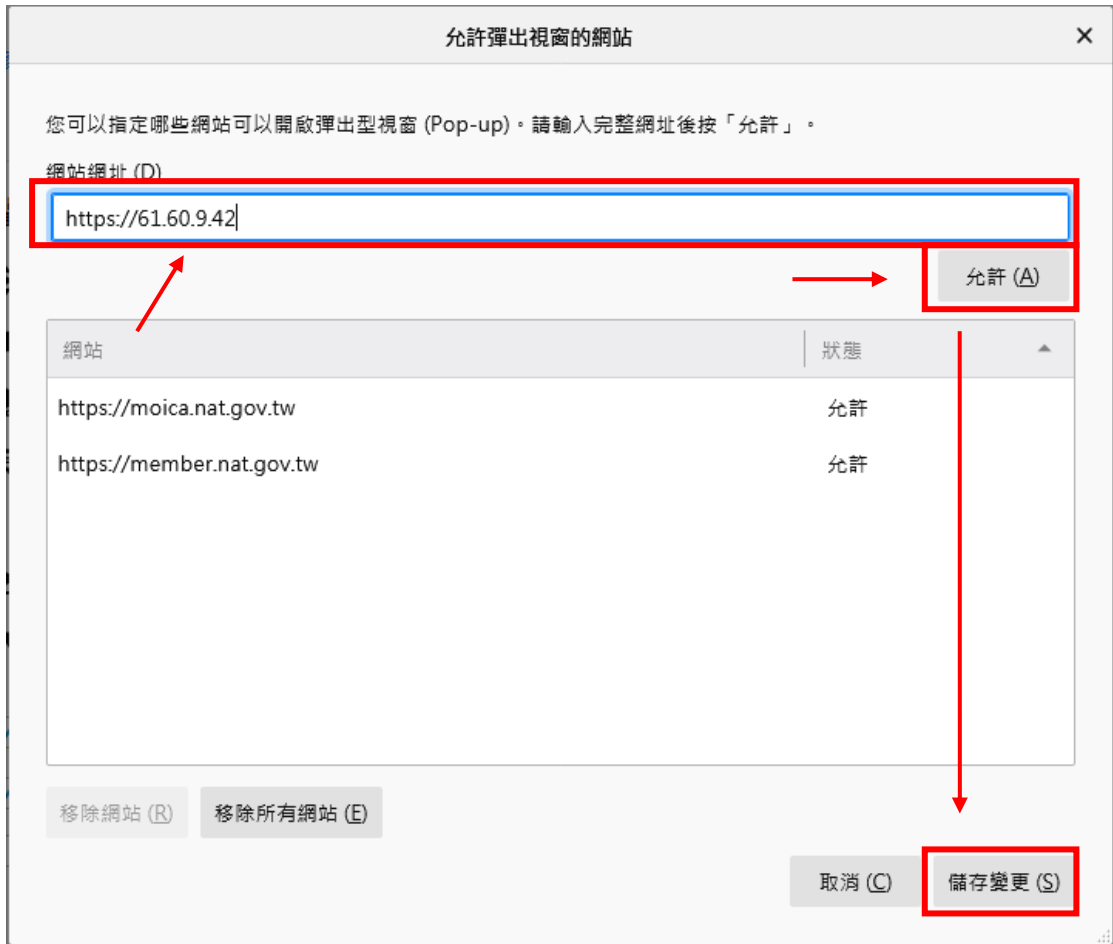 允許彈出視窗的網站
您可以指定哪些網站可以開啟彈出型視窗 (Pop-up)。請輸入完整網址後按「允許」。
網站網址 (D)
https://61.60.9.42
允許 (A)
網站 狀態
https://moica.nat.gov.tw 允許
https://member.nat.gov.tw 允許
移除網站 (R) 移除所有網站 (E)
取消 (C) 儲存變更 (S)